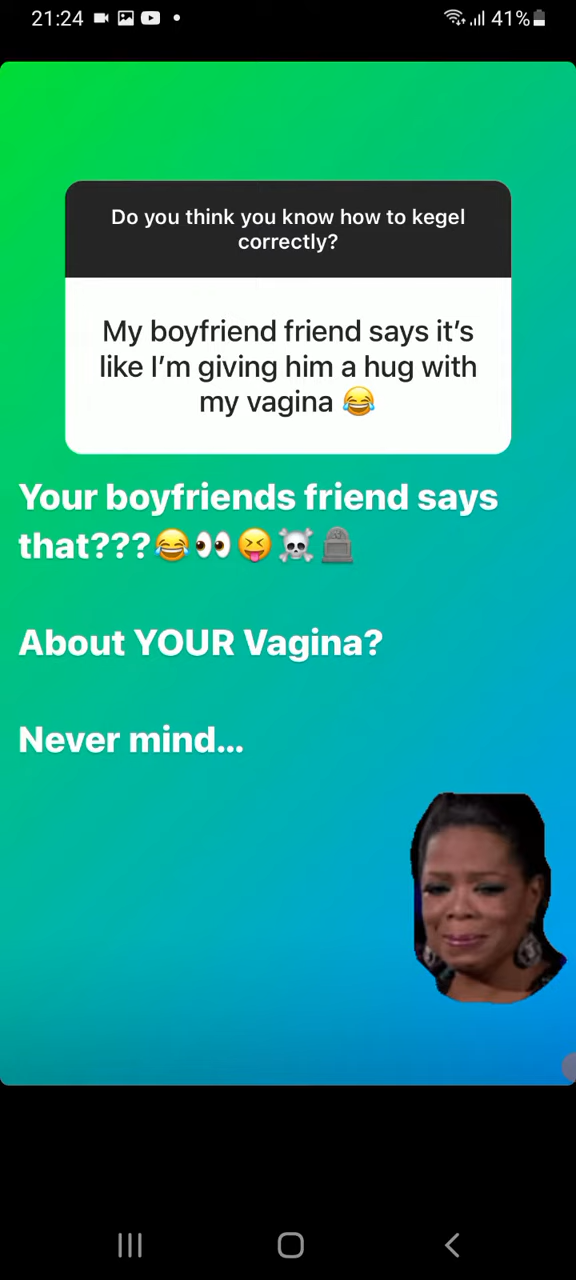 21:24
41%
Do you think you know how to kegel
correctly?
My boyfriend friend says it's
like I'm giving him a hug with
my vagina 😂
Your boyfriends friend says
that???😂👀😝☠️🪦
About YOUR Vagina?
Never mind...